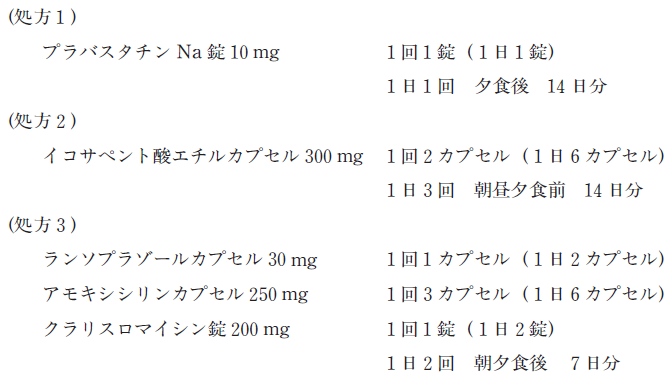 (処方１)
プラバスタチン Na 錠 10 mg　１回１錠（１日１錠）
１日１回　夕食後　14 日分
(処方２)
イコサペント酸エチルカプセル 300 mg　１回２カプセル（１日６カプセル）
１日３回　朝昼夕食前　14 日分
(処方３)
ランソプラゾールカプセル 30 mg　１回１カプセル（１日２カプセル）
アモキシシリンカプセル 250 mg　１回３カプセル（１日６カプセル）
クラリスロマイシン錠 200 mg　１回１錠（１日２錠）
１日２回　朝夕食後　７日分